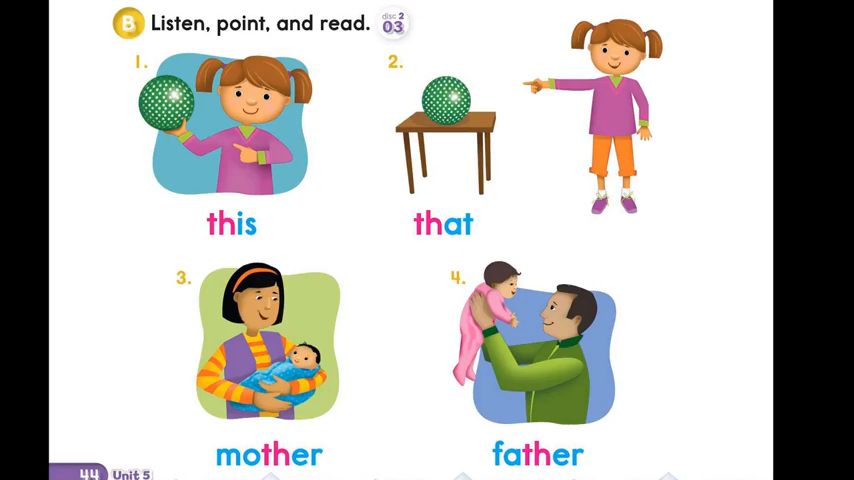 B Listen, point, and read. disc 2 03
1.
2.
this
that
3.
4.
mother
father
44 Unit 5